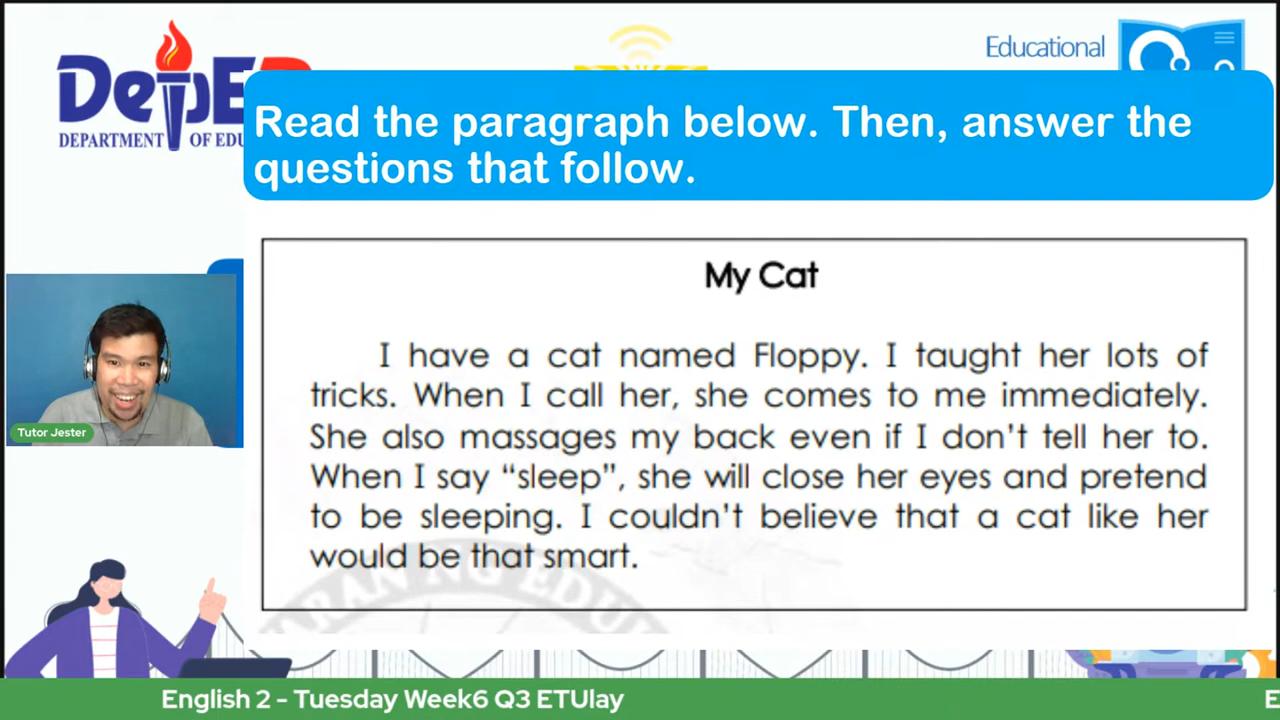 DepED
DEPARTMENT OF EDU
Educational
Read the paragraph below. Then, answer the
questions that follow.
My Cat
I have a cat named Floppy. I taught her lots of
tricks. When I call her, she comes to me immediately.
She also massages my back even if I don't tell her to.
When I say "sleep", she will close her eyes and pretend
to be sleeping. I couldn't believe that a cat like her
would be that smart.
Tutor Jester
ARAN NG EDU
English 2 - Tuesday Week6 Q3 ETUlay
E